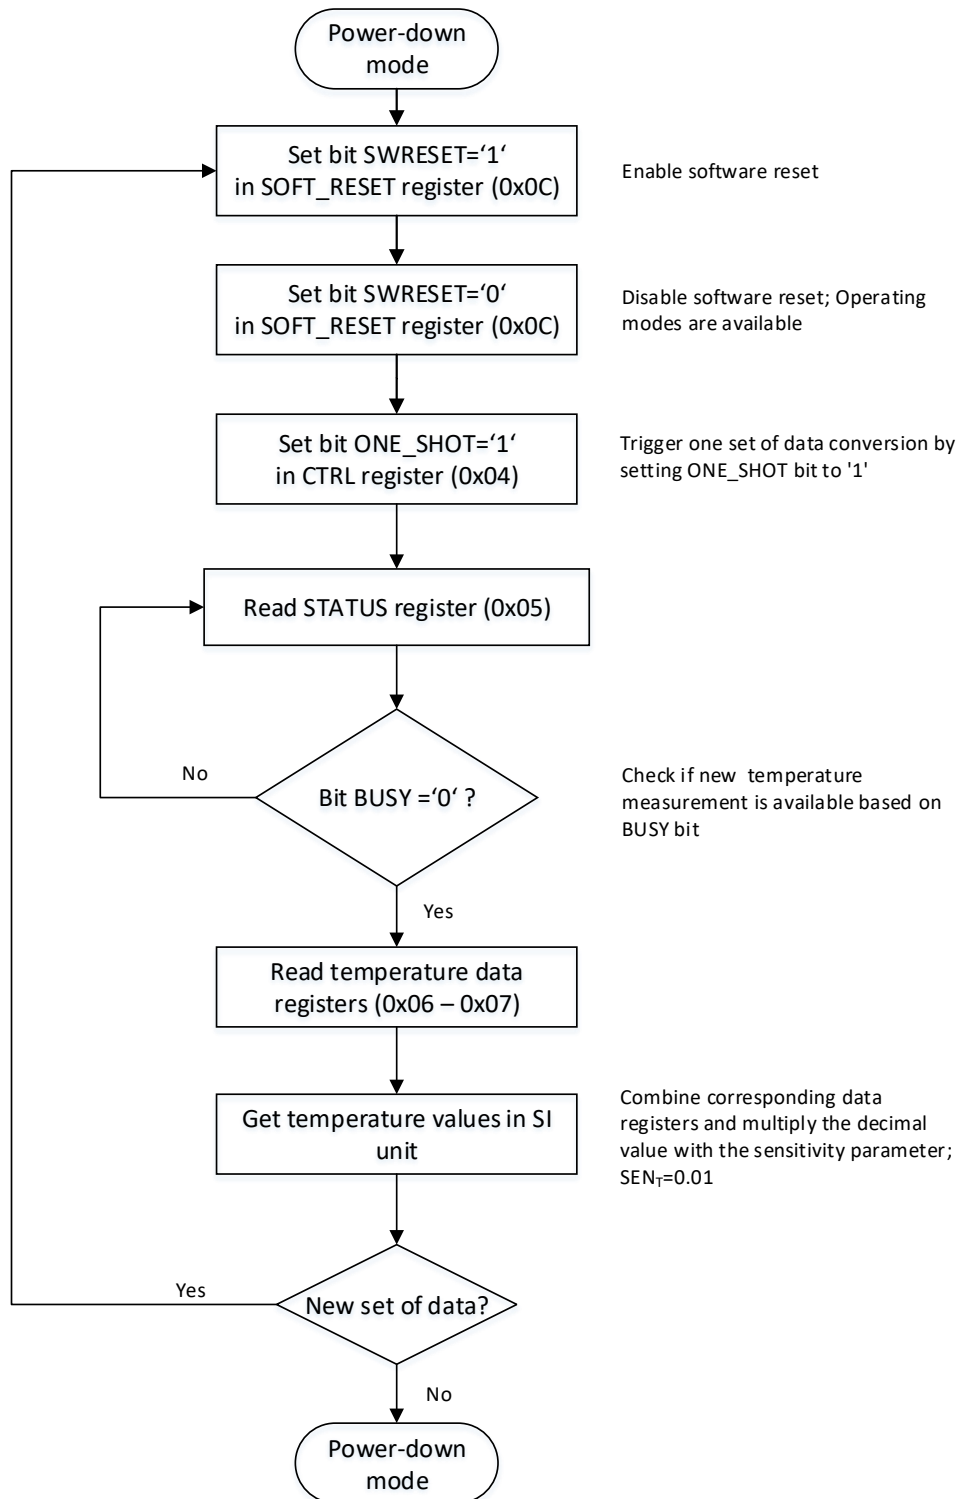 Power-down
mode
Set bit SWRESET=‘1‘
in SOFT_RESET register (0x0C)
Enable software reset
Set bit SWRESET=‘0‘
in SOFT_RESET register (0x0C)
Disable software reset; Operating
modes are available
Set bit ONE_SHOT=‘1‘
in CTRL register (0x04)
Trigger one set of data conversion by
setting ONE_SHOT bit to '1'
Read STATUS register (0x05)
No
Bit BUSY =‘0‘ ?
Check if new temperature
measurement is available based on
BUSY bit
Yes
Read temperature data
registers (0x06 – 0x07)
Get temperature values in SI
unit
Combine corresponding data
registers and multiply the decimal
value with the sensitivity parameter;
SENT=0.01
Yes
New set of data?
No
Power-down
mode